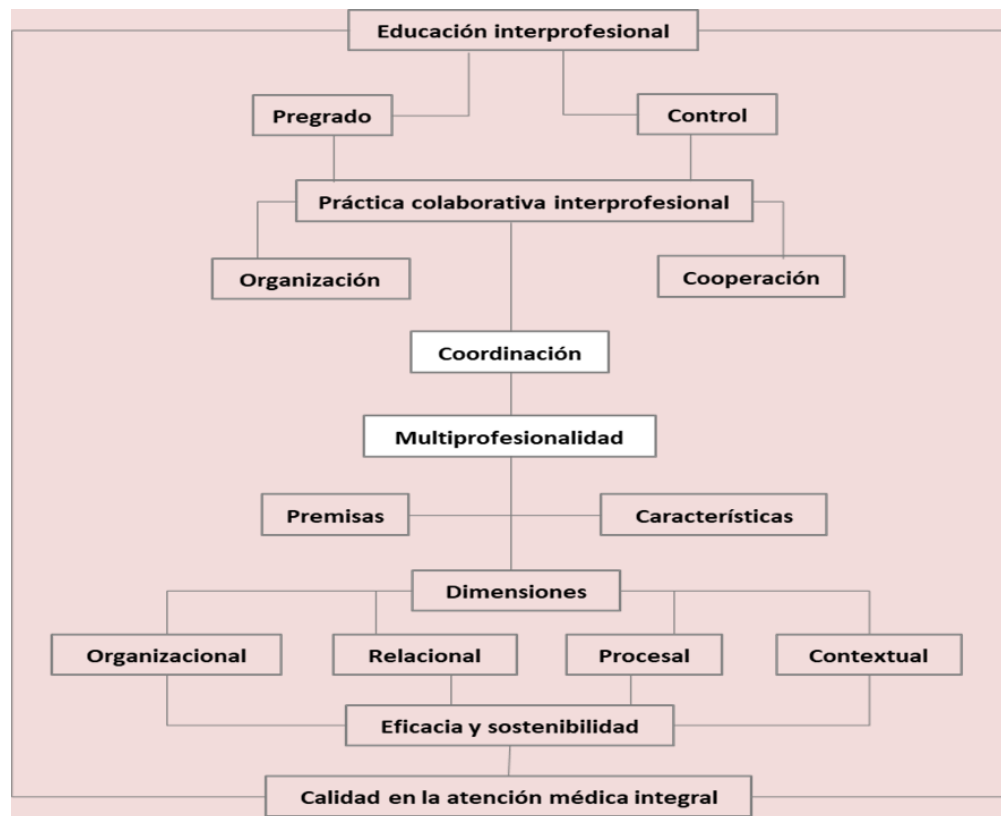 Educación interprofesional
Pregrado
Control
Práctica colaborativa interprofesional
Organización
Cooperación
Coordinación
Multiprofesionalidad
Premisas
Características
Dimensiones
Organizacional
Relacional
Procesal
Contextual
Eficacia y sostenibilidad
Calidad en la atención médica integral